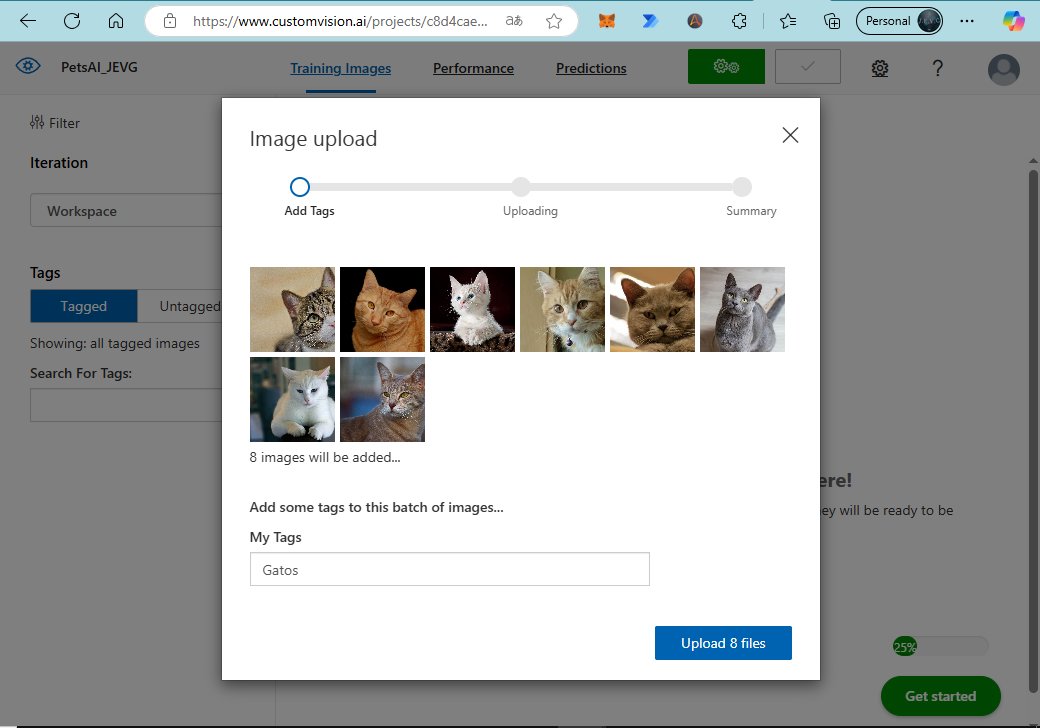 https://www.customvision.ai/projects/c8d4cae...
aあ
Personal
PetsAI_JEVG
Training Images
Performance
Predictions
?
Filter
Iteration
Workspace
Tags
Tagged
Untagged
Showing: all tagged images
Search For Tags:
Image upload
Add Tags
Uploading
Summary
8 images will be added...
Add some tags to this batch of images...
My Tags
Gatos
Upload 8 files
ere!
ey will be ready to be
25%
Get started